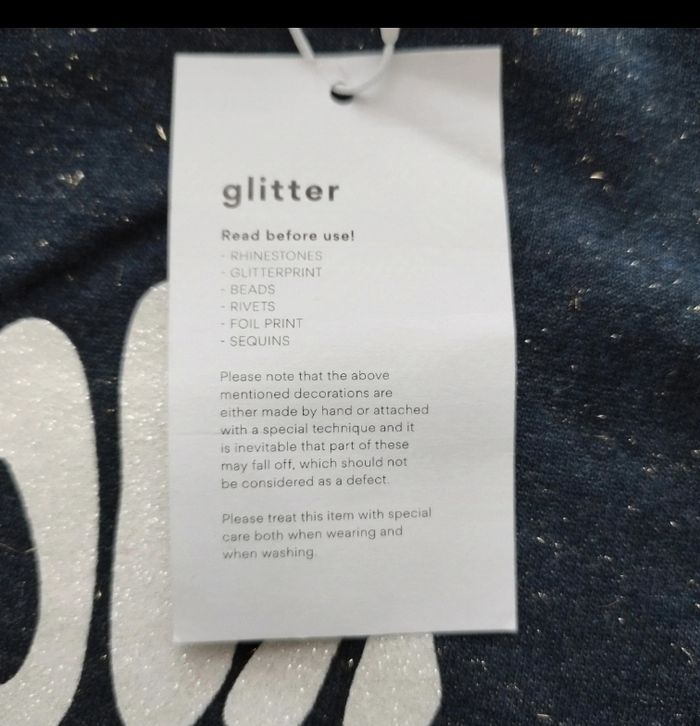 glitter
Read before use!
- RHINESTONES
- GLITTERPRINT
- BEADS
- RIVETS
- FOIL PRINT
- SEQUINS
Please note that the above
mentioned decorations are
either made by hand or attached
with a special technique and it
is inevitable that part of these
may fall off, which should not
be considered as a defect.
Please treat this item with special
care both when wearing and
when washing